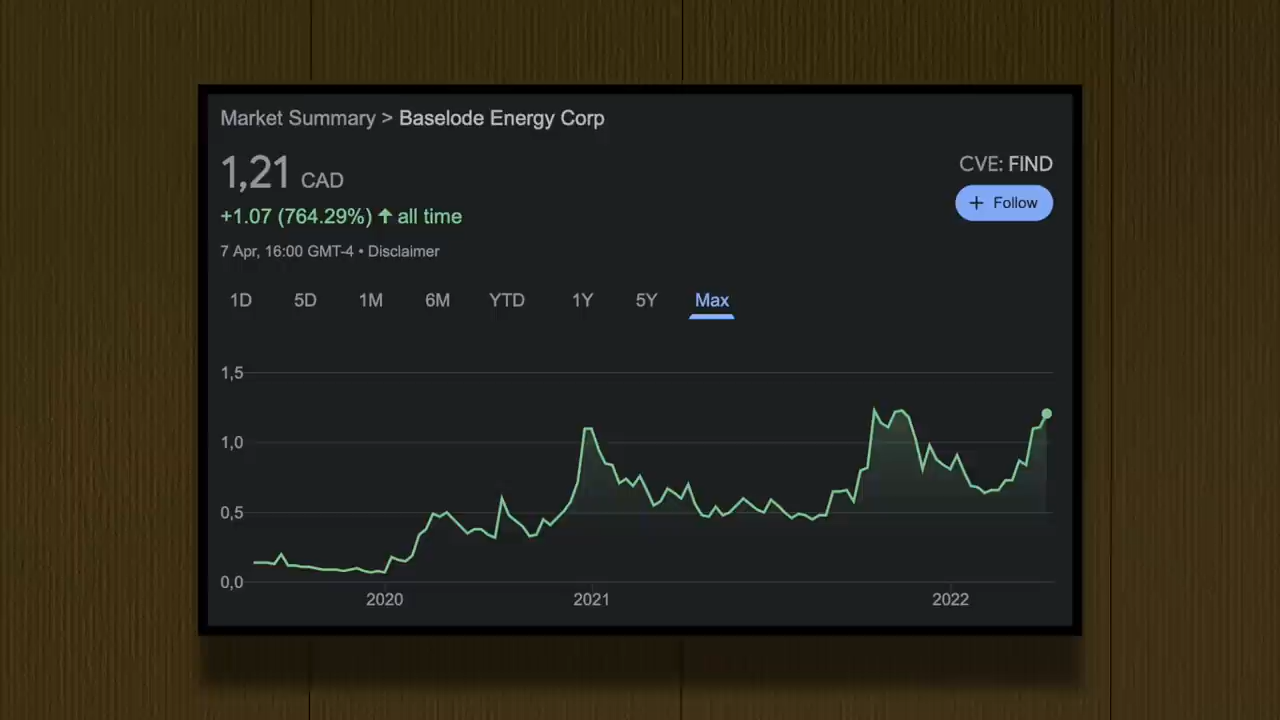 Market Summary > Baselode Energy Corp
1,21 CAD
CVE: FIND
+ Follow
+1.07 (764.29%) ↑ all time
7 Apr, 16:00 GMT-4 • Disclaimer
1D 5D 1M 6M YTD 1Y 5Y Max
1,5
1,0
0,5
0,0
2020 2021 2022